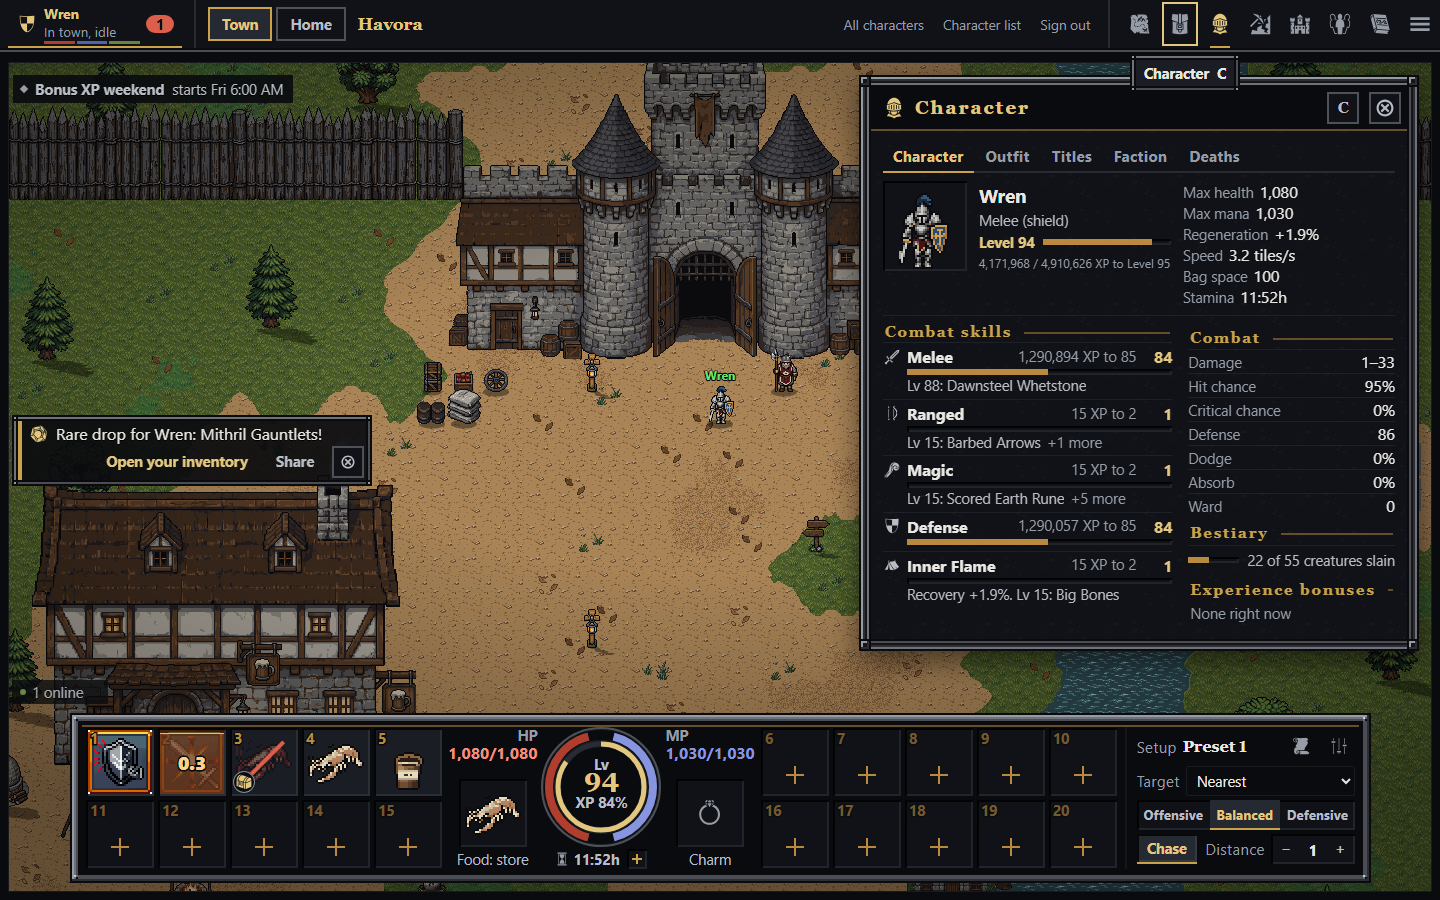 Wren
In town, idle
1
Town
Home
Havora
All characters
Character list
Sign out
Bonus XP weekend starts Fri 6:00 AM
Character C
Character
C
Character
Outfit
Titles
Faction
Deaths
Wren
Melee (shield)
Level 94
4,171,968 / 4,910,626 XP to Level 95
Max health 1,080
Max mana 1,030
Regeneration +1.9%
Speed 3.2 tiles/s
Bag space 100
Stamina 11:52h
Combat skills
Melee 1,290,894 XP to 85 84
Lv 88: Dawnsteel Whetstone
Ranged 15 XP to 2 1
Lv 15: Barbed Arrows +1 more
Magic 15 XP to 2 1
Lv 15: Scored Earth Rune +5 more
Defense 1,290,057 XP to 85 84
Inner Flame 15 XP to 2 1
Recovery +1.9%. Lv 15: Big Bones
Combat
Damage 1–33
Hit chance 95%
Critical chance 0%
Defense 86
Dodge 0%
Absorb 0%
Ward 0
Bestiary
22 of 55 creatures slain
Experience bonuses
None right now
Wren
Rare drop for Wren: Mithril Gauntlets!
Open your inventory
Share
1 online
1
0.3
3
4
5
HP
1,080/1,080
Lv
94
XP 84%
MP
1,030/1,030
6
7
8
9
10
11
12
13
14
15
Food: store
11:52h +
Charm
16
17
18
19
20
Setup Preset 1
Target Nearest
Offensive
Balanced
Defensive
Chase
Distance − 1 +